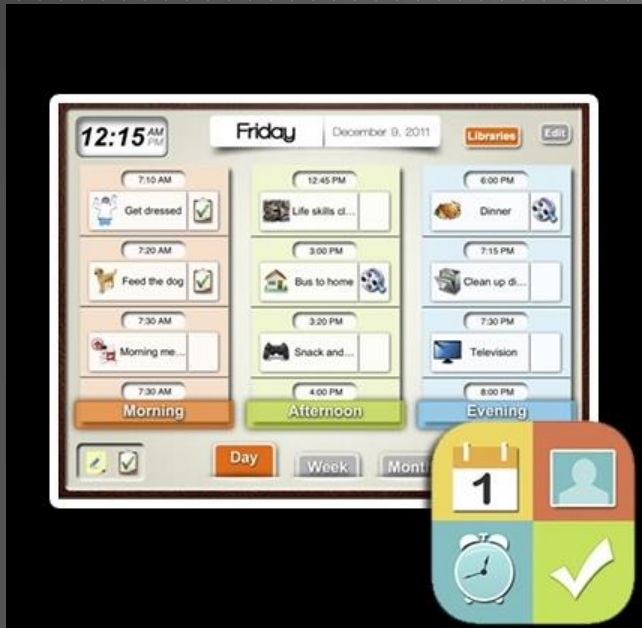 12:15 AM PM
Friday December 9, 2011
Libraries
Edit
7:10 AM
Get dressed
7:20 AM
Feed the dog
7:30 AM
Morning me...
7:30 AM
Morning
12:45 PM
Life skills cl...
3:00 PM
Bus to home
3:20 PM
Snack and...
4:00 PM
Afternoon
6:00 PM
Dinner
7:15 PM
Clean up di...
7:30 PM
Television
8:00 PM
Evening
Day
Week
Mont
1